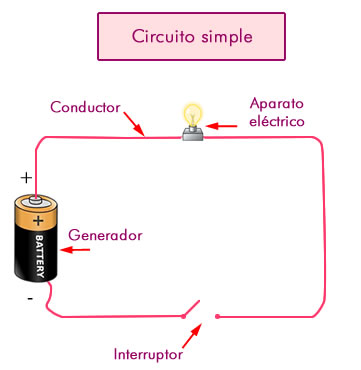 Circuito simple
Conductor
Aparato
eléctrico
+
+
BATTERY
Generador
-
Interruptor